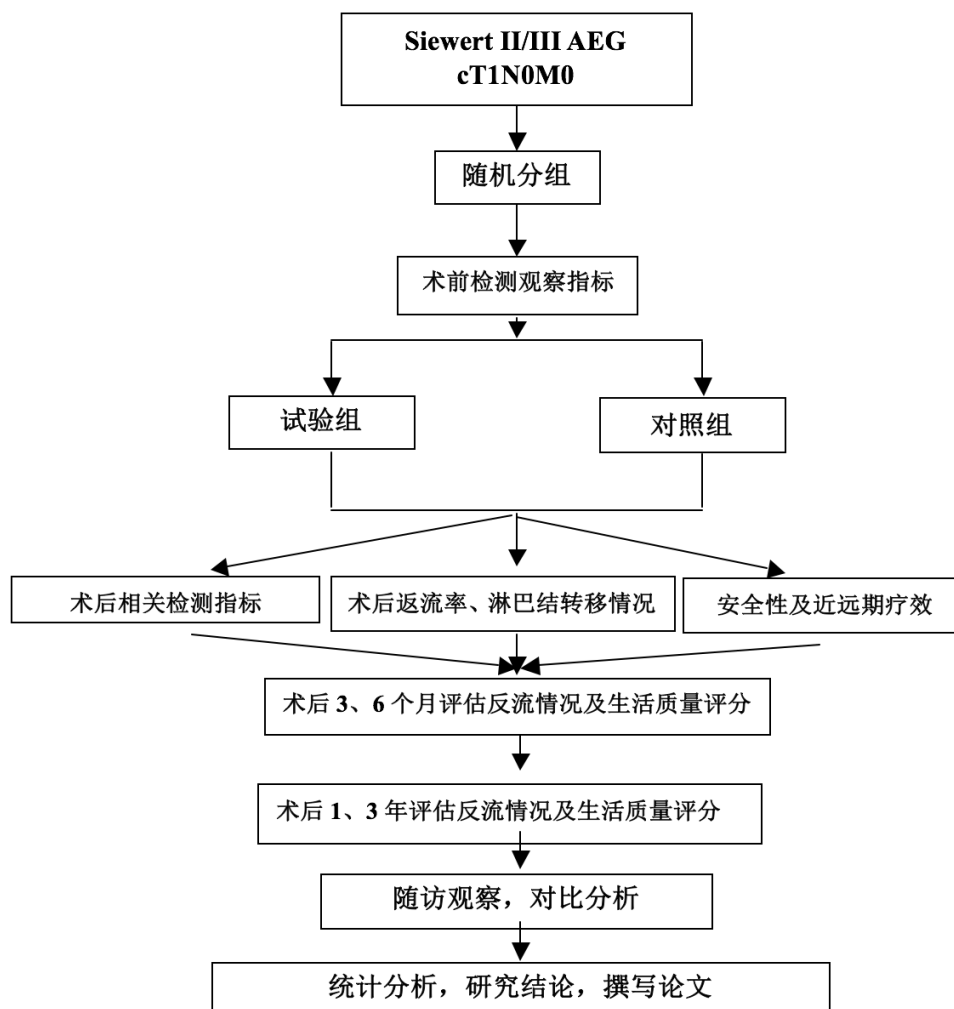 Siewert II/III AEG
cT1N0M0
随机分组
术前检测观察指标
试验组
对照组
术后相关检测指标
术后返流率、淋巴结转移情况
安全性及近远期疗效
术后 3、6 个月评估反流情况及生活质量评分
术后 1、3 年评估反流情况及生活质量评分
随访观察，对比分析
统计分析，研究结论，撰写论文